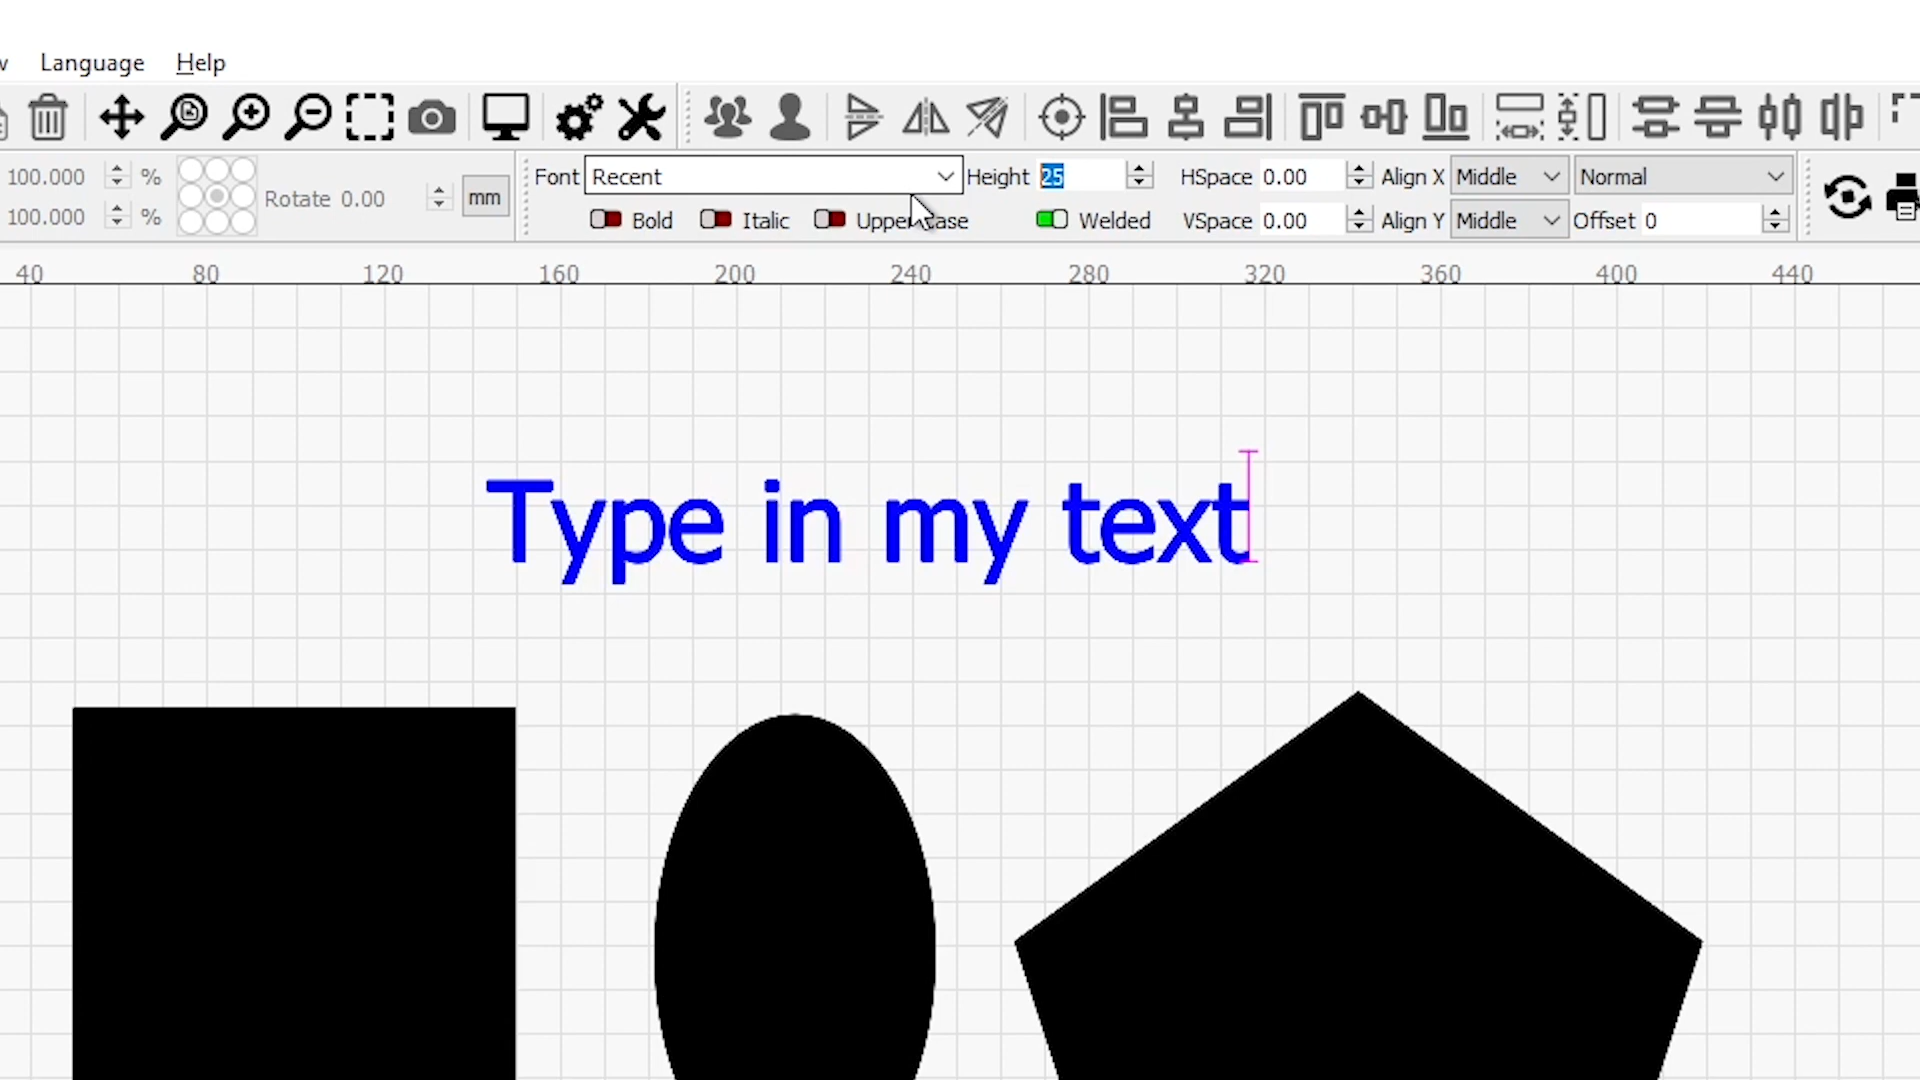 Language Help
100.000 % Font Recent Height 25 HSpace 0.00 Align X Middle Normal
Rotate 0.00 mm
100.000 % Bold Italic Upper Case Welded VSpace 0.00 Align Y Middle Offset 0
40 80 120 160 200 240 280 320 360 400 440
Type in my text